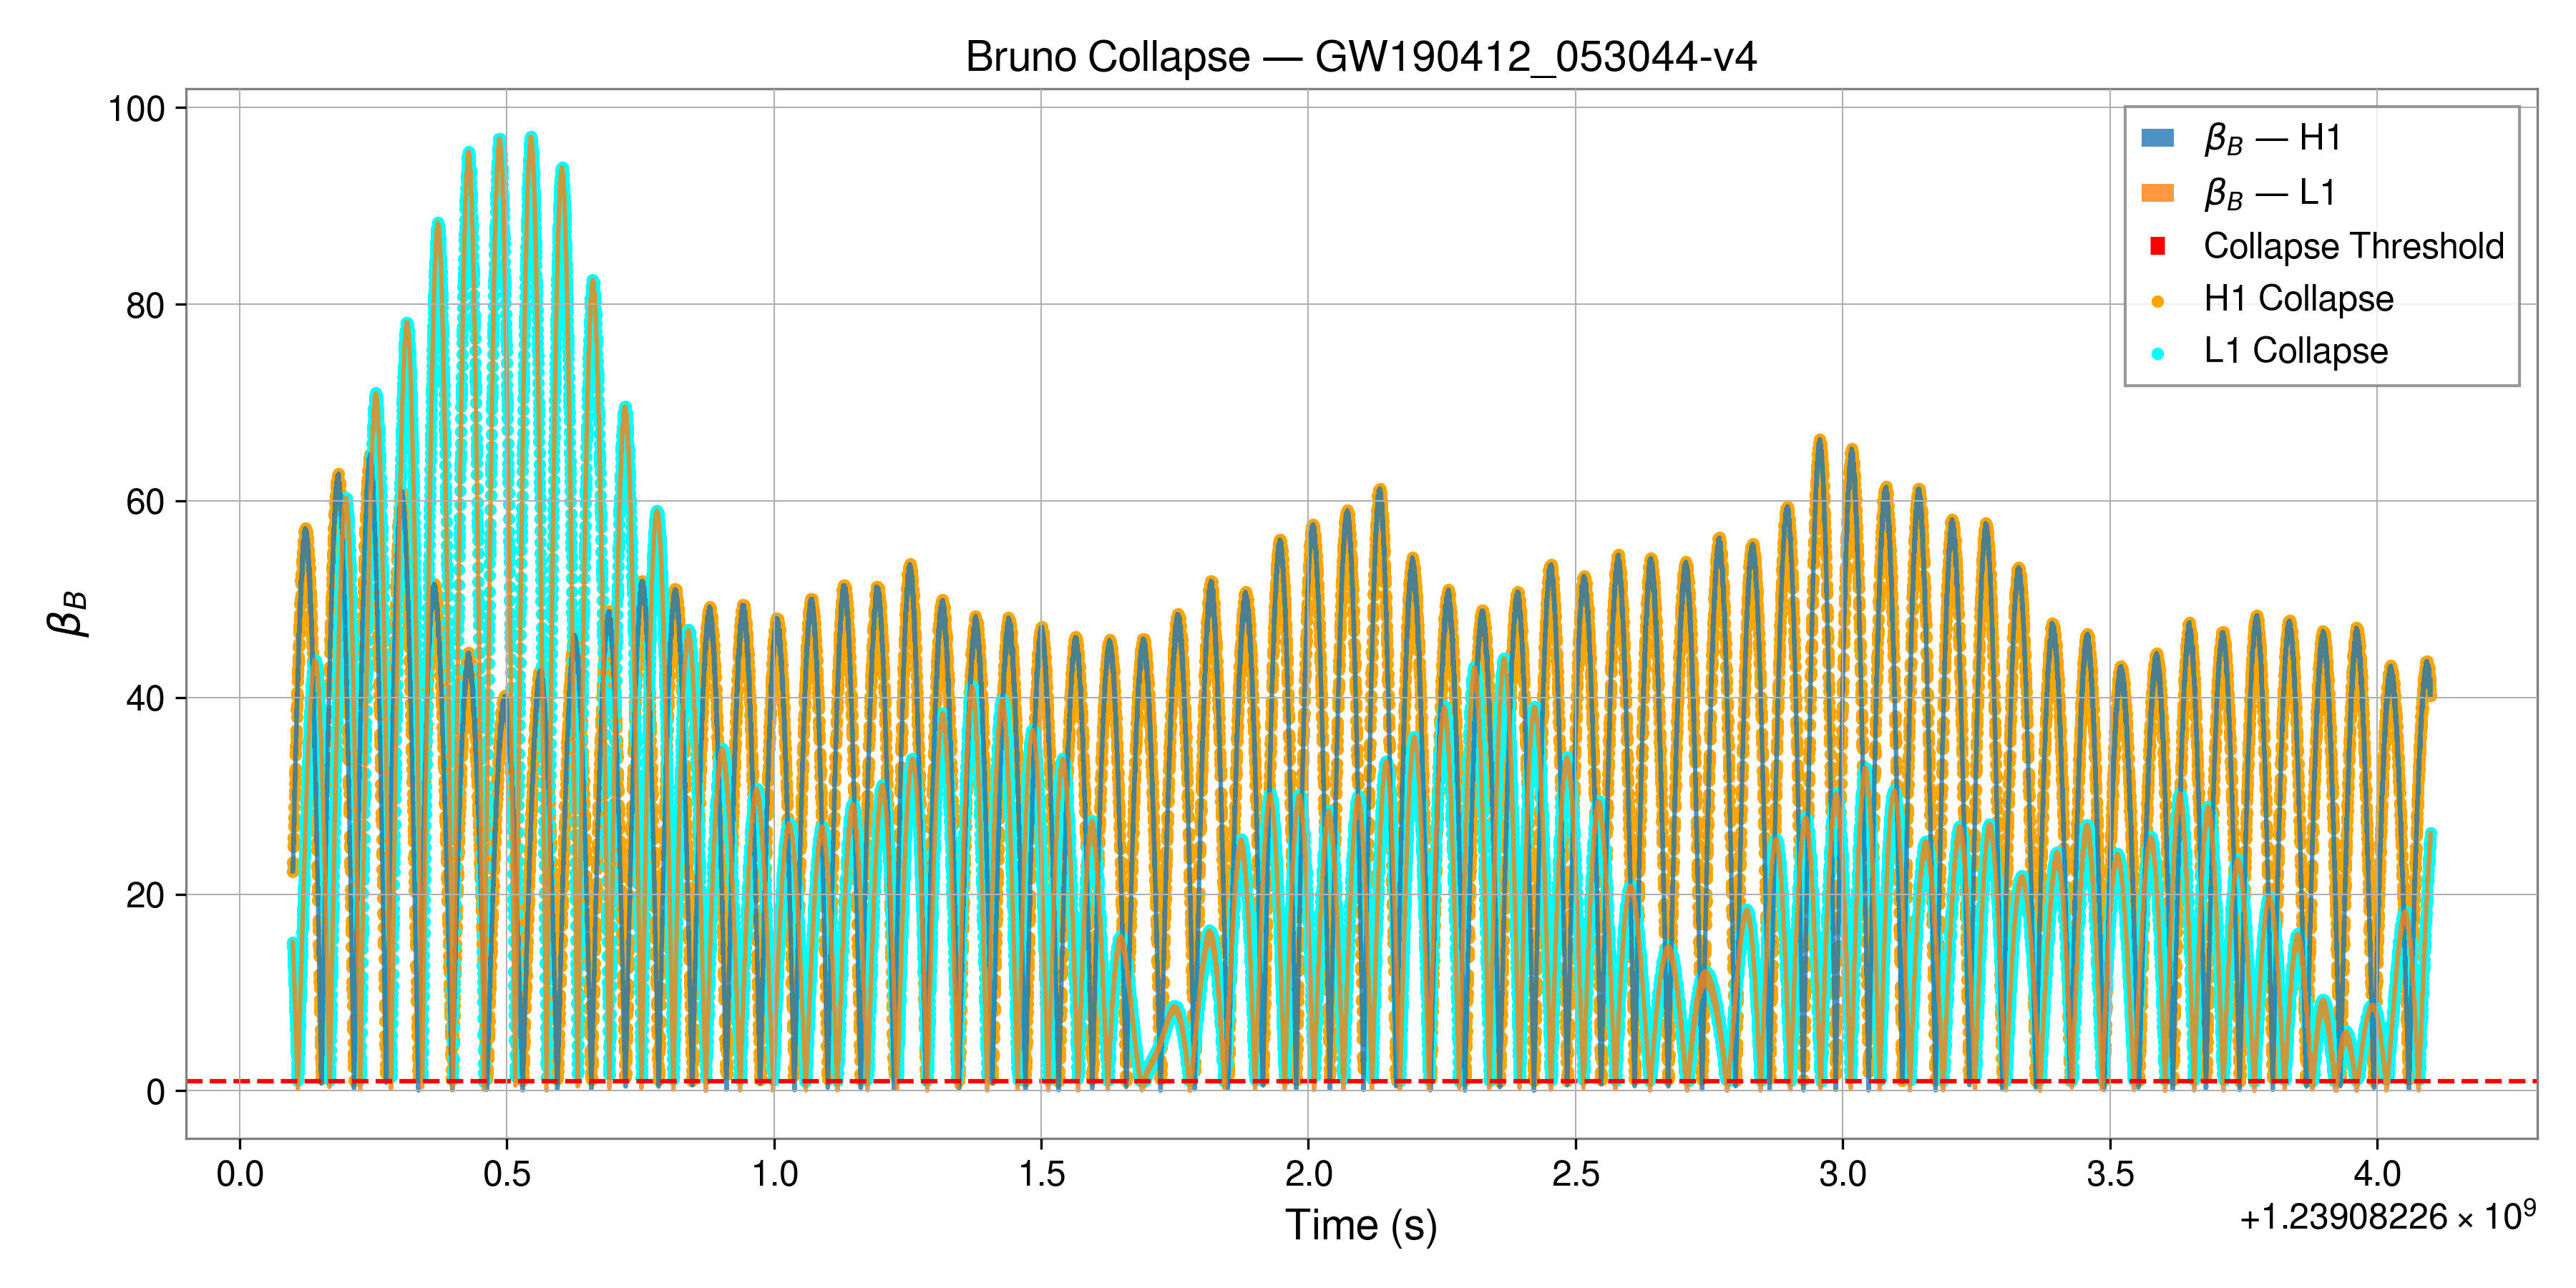 Bruno Collapse — GW190412_053044-v4
100
80
60
40
20
0
β_B
β_B — H1
β_B — L1
Collapse Threshold
H1 Collapse
L1 Collapse
0.0 0.5 1.0 1.5 2.0 2.5 3.0 3.5 4.0
Time (s)
+1.23908226 × 10⁹